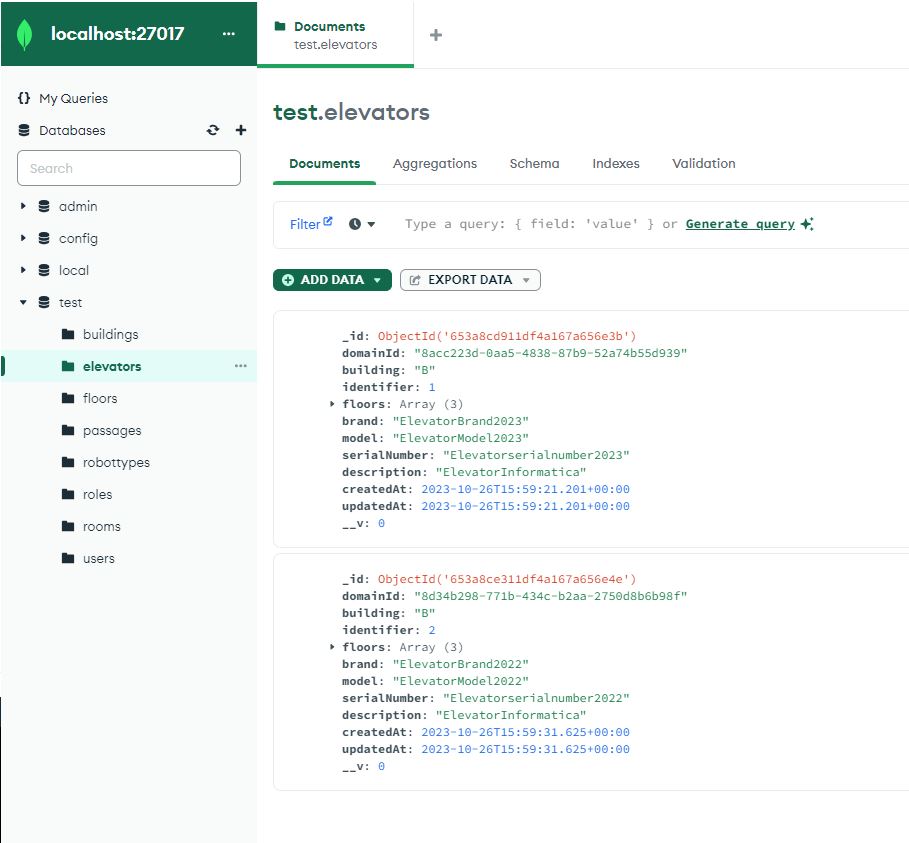 localhost:27017
...
Documents
test.elevators
{} My Queries
Databases
Search
admin
config
local
test
buildings
elevators
...
floors
passages
robottypes
roles
rooms
users
test.elevators
Documents Aggregations Schema Indexes Validation
Filter Type a query: { field: 'value' } or Generate query
ADD DATA EXPORT DATA
_id: ObjectId('653a8cd911df4a167a656e3b')
domainId: "8acc223d-0aa5-4838-87b9-52a74b55d939"
building: "B"
identifier: 1
floors: Array (3)
brand: "ElevatorBrand2023"
model: "ElevatorModel2023"
serialNumber: "Elevatorserialnumber2023"
description: "ElevatorInformatica"
createdAt: 2023-10-26T15:59:21.201+00:00
updatedAt: 2023-10-26T15:59:21.201+00:00
__v: 0
_id: ObjectId('653a8ce311df4a167a656e4e')
domainId: "8d34b298-771b-434c-b2aa-2750d8b6b98f"
building: "B"
identifier: 2
floors: Array (3)
brand: "ElevatorBrand2022"
model: "ElevatorModel2022"
serialNumber: "Elevatorserialnumber2022"
description: "ElevatorInformatica"
createdAt: 2023-10-26T15:59:31.625+00:00
updatedAt: 2023-10-26T15:59:31.625+00:00
__v: 0